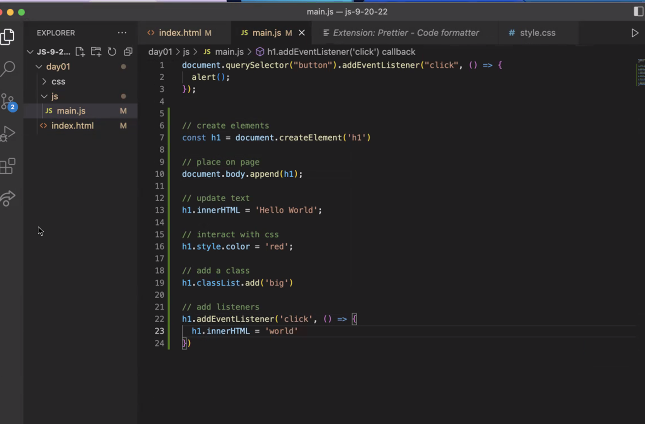 main.js — js-9-20-22
EXPLORER
index.html M
main.js M
Extension: Prettier - Code formatter
style.css
JS-9-2...
day01 > js > JS main.js > h1.addEventListener('click') callback
day01
css
js
JS main.js M
index.html M
2
1 document.querySelector("button").addEventListener("click", () => {
2 alert();
3 });
4
5
6 // create elements
7 const h1 = document.createElement('h1')
8
9 // place on page
10 document.body.append(h1);
11
12 // update text
13 h1.innerHTML = 'Hello World';
14
15 // interact with css
16 h1.style.color = 'red';
17
18 // add a class
19 h1.classList.add('big')
20
21 // add listeners
22 h1.addEventListener('click', () => {
23 h1.innerHTML = 'world'
24 })